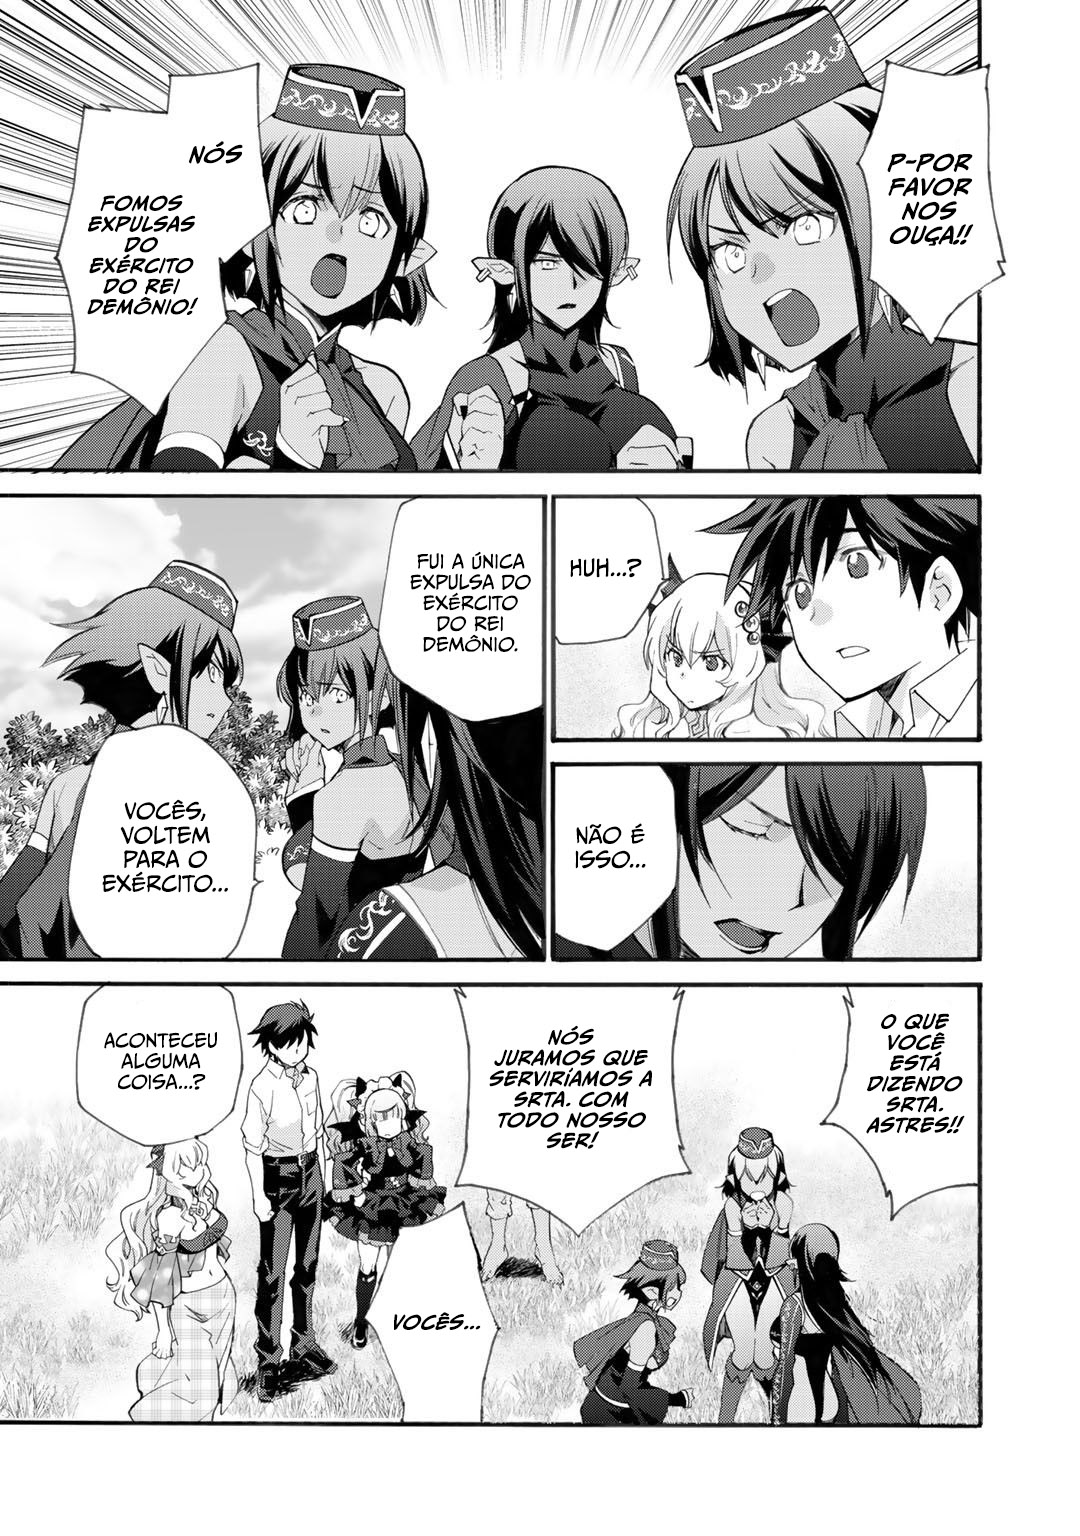 P-POR
FAVOR
NOS
OUÇA!!
NÓS
FOMOS
EXPULSAS
DO
EXÉRCITO
DO REI
DEMÔNIO!
HUH...?
NÃO É
ISSO...
FUI A ÚNICA
EXPULSA DO
EXÉRCITO
DO REI
DEMÔNIO.
VOCÊS,
VOLTEM
PARA O
EXÉRCITO...
O QUE
VOCÊ
ESTÁ
DIZENDO
SRTA.
ASTRES!!
NÓS
JURAMOS QUE
SERVIRÍAMOS A
SRTA. COM
TODO NOSSO
SER!
VOCÊS...
ACONTECEU
ALGUMA
COISA...?